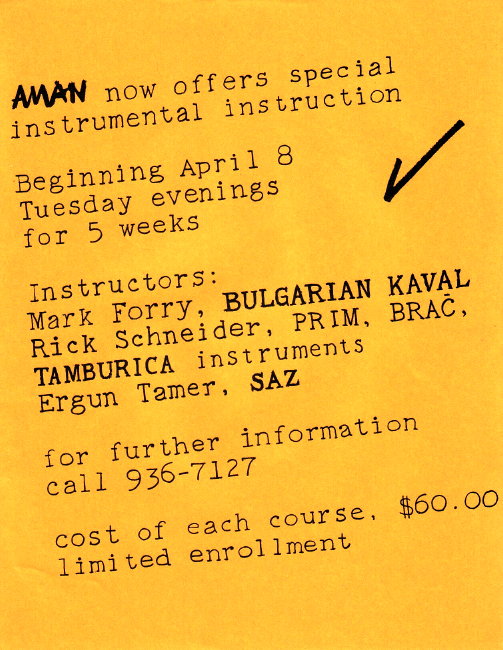 AMAN now offers special
instrumental instruction
Beginning April 8
Tuesday evenings
for 5 weeks
Instructors:
Mark Forry, BULGARIAN KAVAL
Rick Schneider, PRIM, BRAČ,
TAMBURICA instruments
Ergun Tamer, SAZ
for further information
call 936-7127
cost of each course, $60.00
limited enrollment